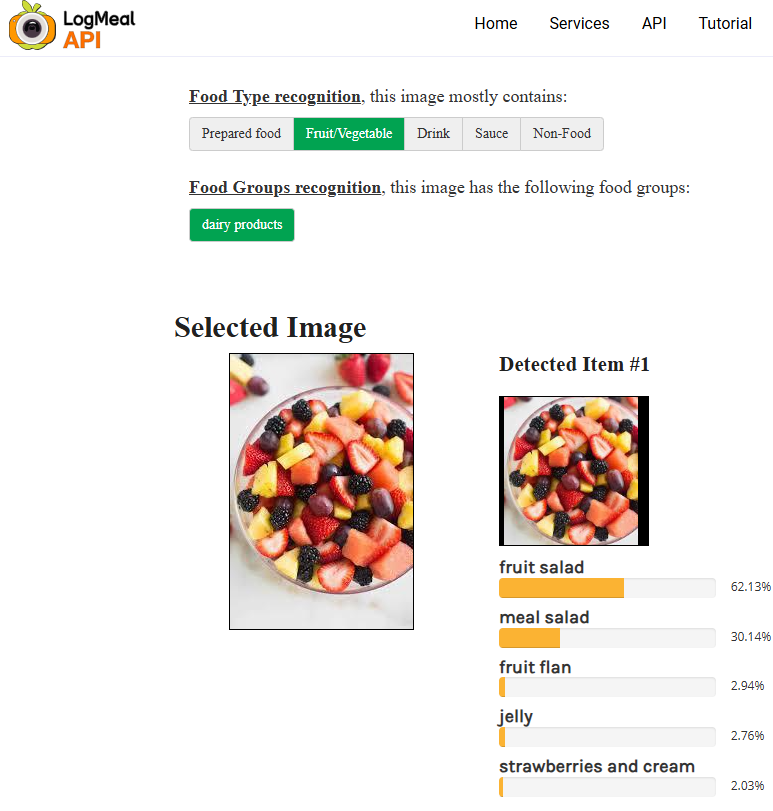 LogMeal
API
Home Services API Tutorial
Food Type recognition, this image mostly contains:
Prepared food Fruit/Vegetable Drink Sauce Non-Food
Food Groups recognition, this image has the following food groups:
dairy products
Selected Image
Detected Item #1
fruit salad
62.13%
meal salad
30.14%
fruit flan
2.94%
jelly
2.76%
strawberries and cream
2.03%